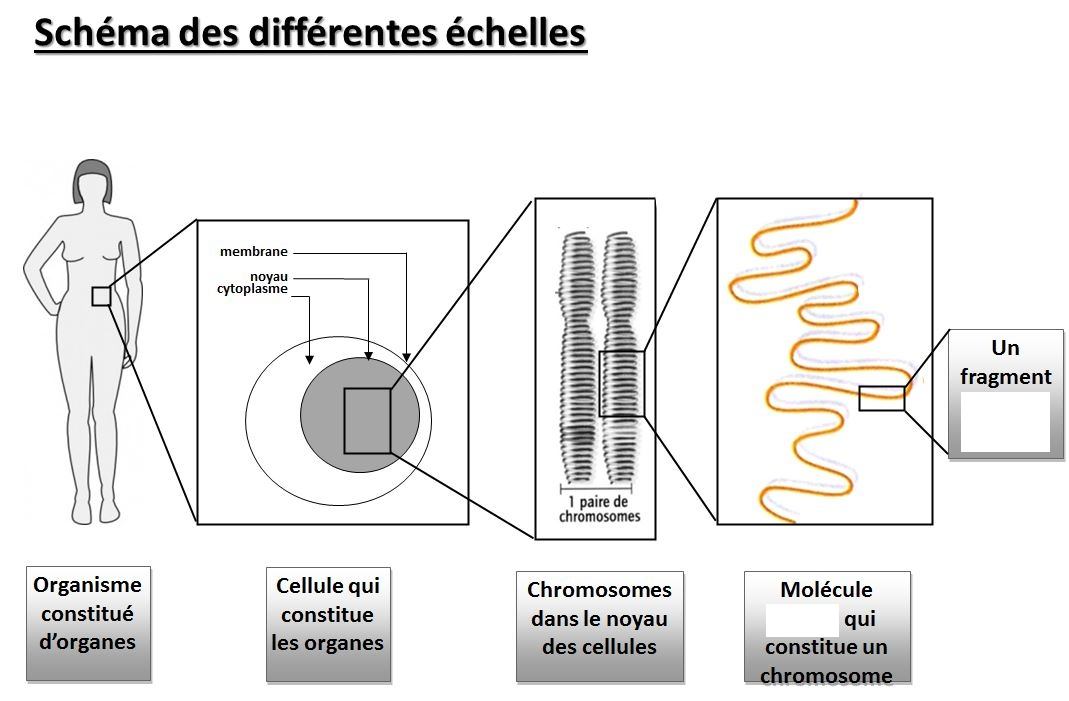 Schéma des différentes échelles
membrane
noyau
cytoplasme
1 paire de
chromosomes
Un
fragment
Organisme
constitué
d’organes
Cellule qui
constitue
les organes
Chromosomes
dans le noyau
des cellules
Molécule
qui
constitue un
chromosome